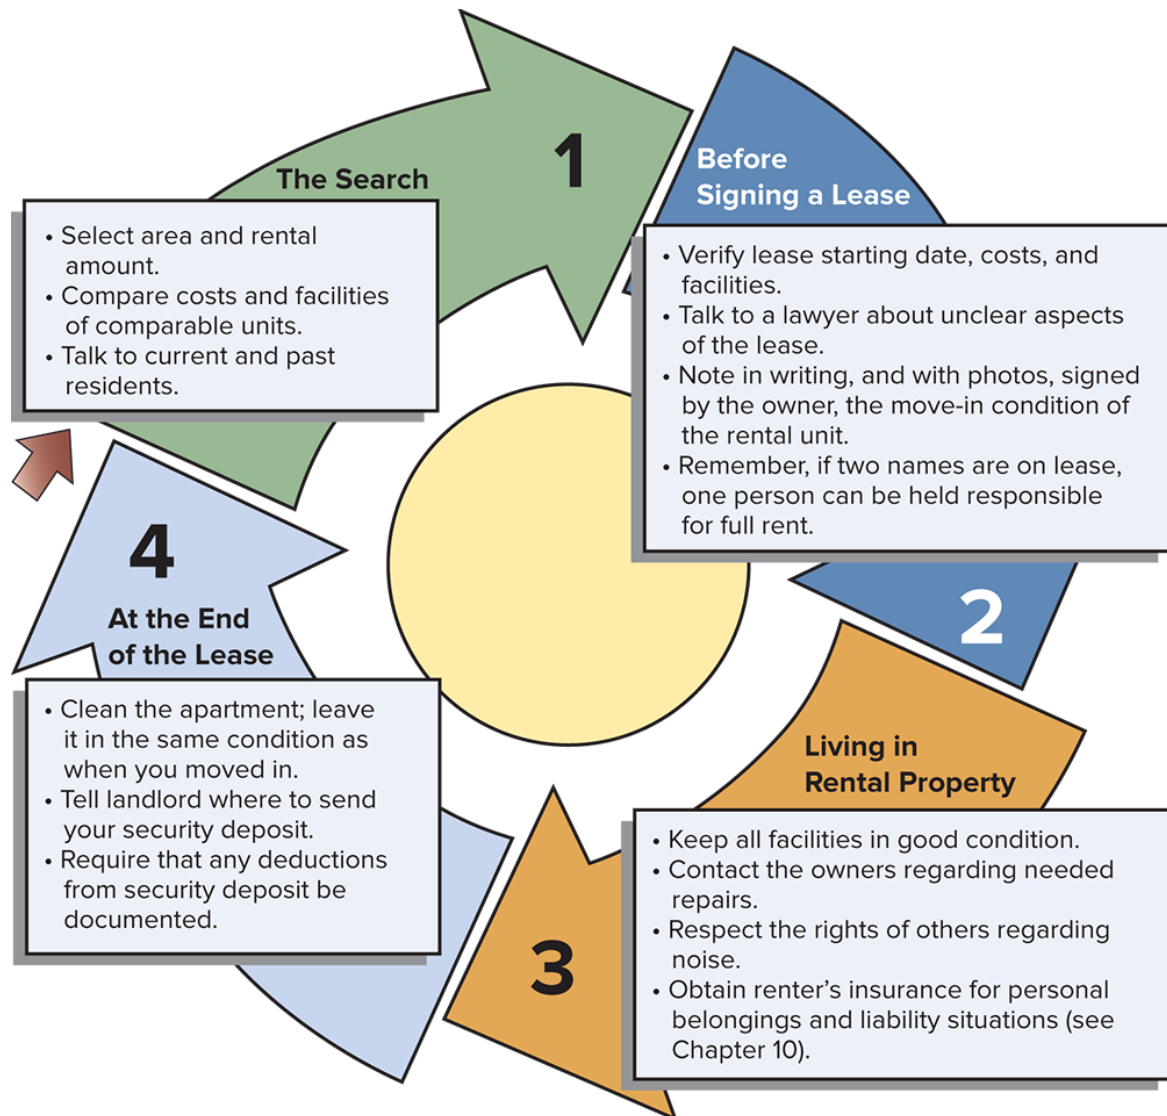 1
The Search
• Select area and rental
amount.
• Compare costs and facilities
of comparable units.
• Talk to current and past
residents.
Before
Signing a Lease
• Verify lease starting date, costs, and
facilities.
• Talk to a lawyer about unclear aspects
of the lease.
• Note in writing, and with photos, signed
by the owner, the move-in condition of
the rental unit.
• Remember, if two names are on lease,
one person can be held responsible
for full rent.
2
Living in
Rental Property
• Keep all facilities in good condition.
• Contact the owners regarding needed
repairs.
• Respect the rights of others regarding
noise.
• Obtain renter’s insurance for personal
belongings and liability situations (see
Chapter 10).
3
4
At the End
of the Lease
• Clean the apartment; leave
it in the same condition as
when you moved in.
• Tell landlord where to send
your security deposit.
• Require that any deductions
from security deposit be
documented.